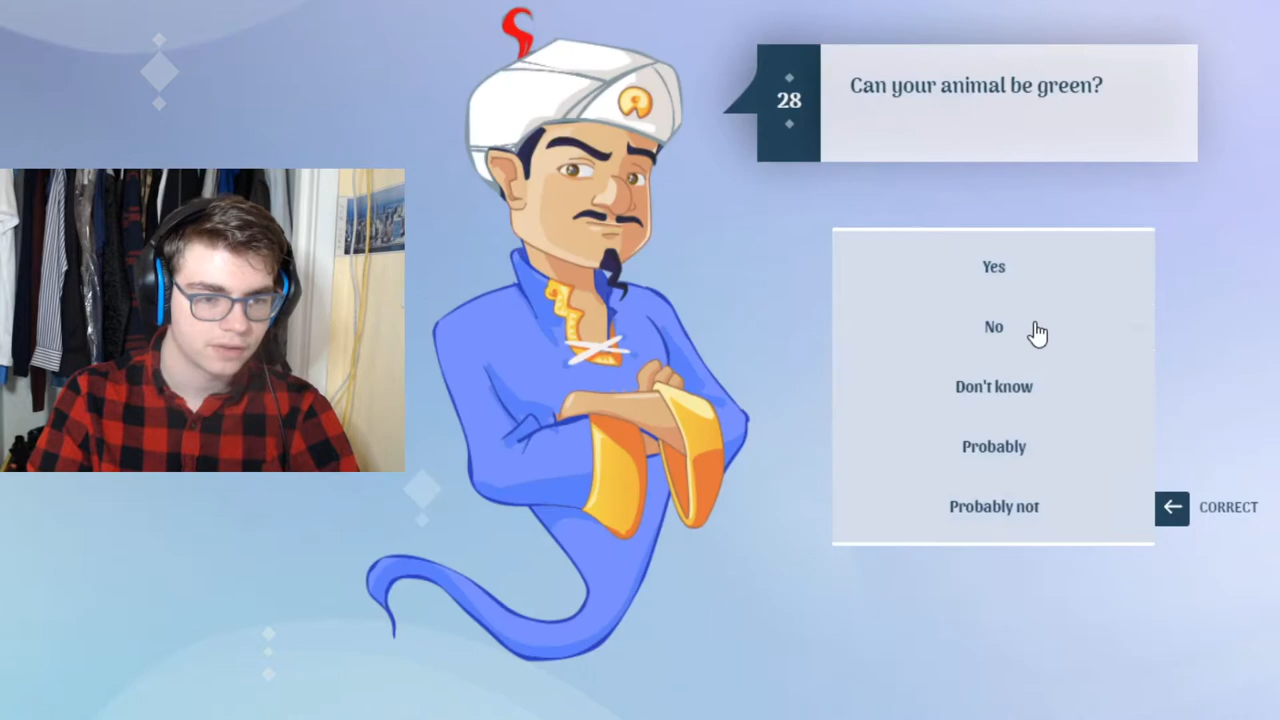 28
Can your animal be green?
Yes
No
Don't know
Probably
Probably not
CORRECT